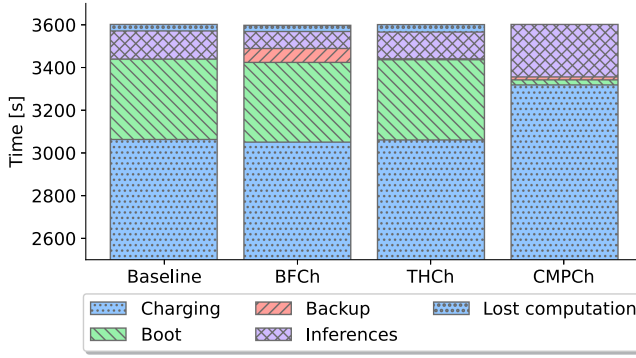 Time [s]
3600
3400
3200
3000
2800
2600
Baseline BFCh THCh CMPCh
Charging Backup Lost computation
Boot Inferences